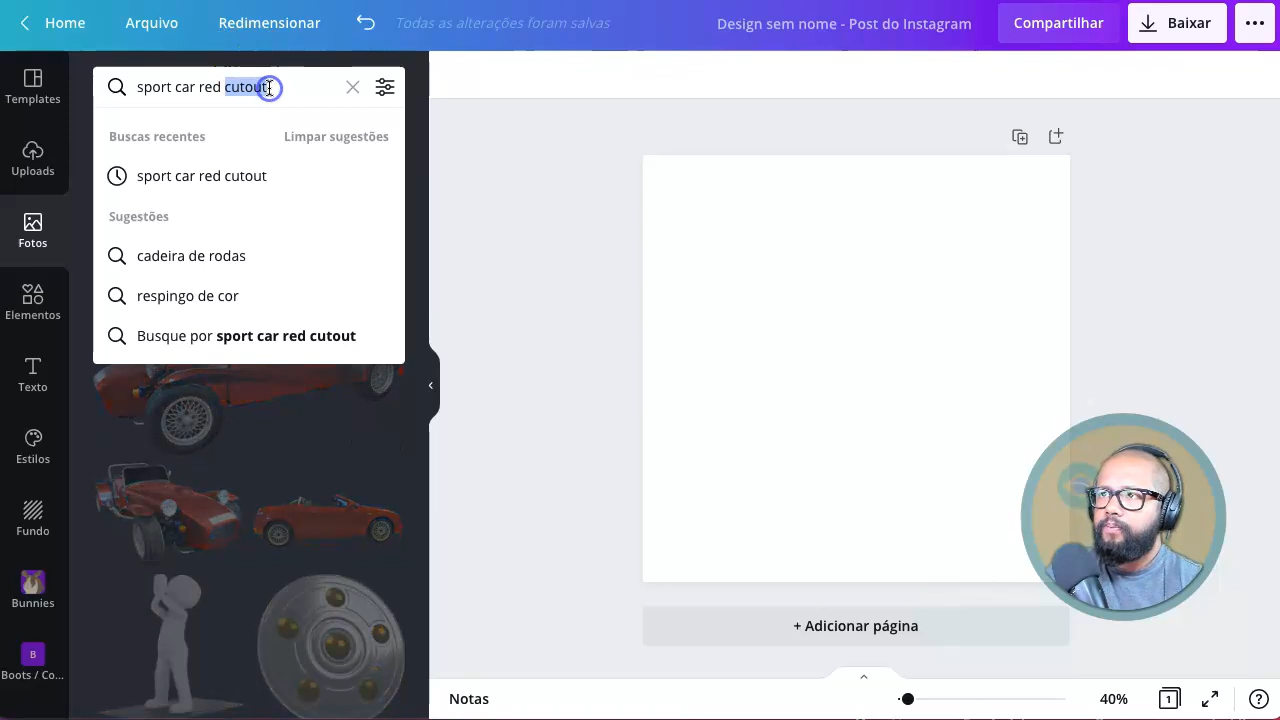 Home
Arquivo
Redimensionar
Todas as alterações foram salvas
Design sem nome - Post do Instagram
Compartilhar
Baixar
Templates
Uploads
Fotos
Elementos
Texto
Estilos
Fundo
Bunnies
B
Boots / Co...
sport car red cutout
Buscas recentes
Limpar sugestões
sport car red cutout
Sugestões
cadeira de rodas
respingo de cor
Busque por sport car red cutout
+ Adicionar página
Notas
40%
1
?